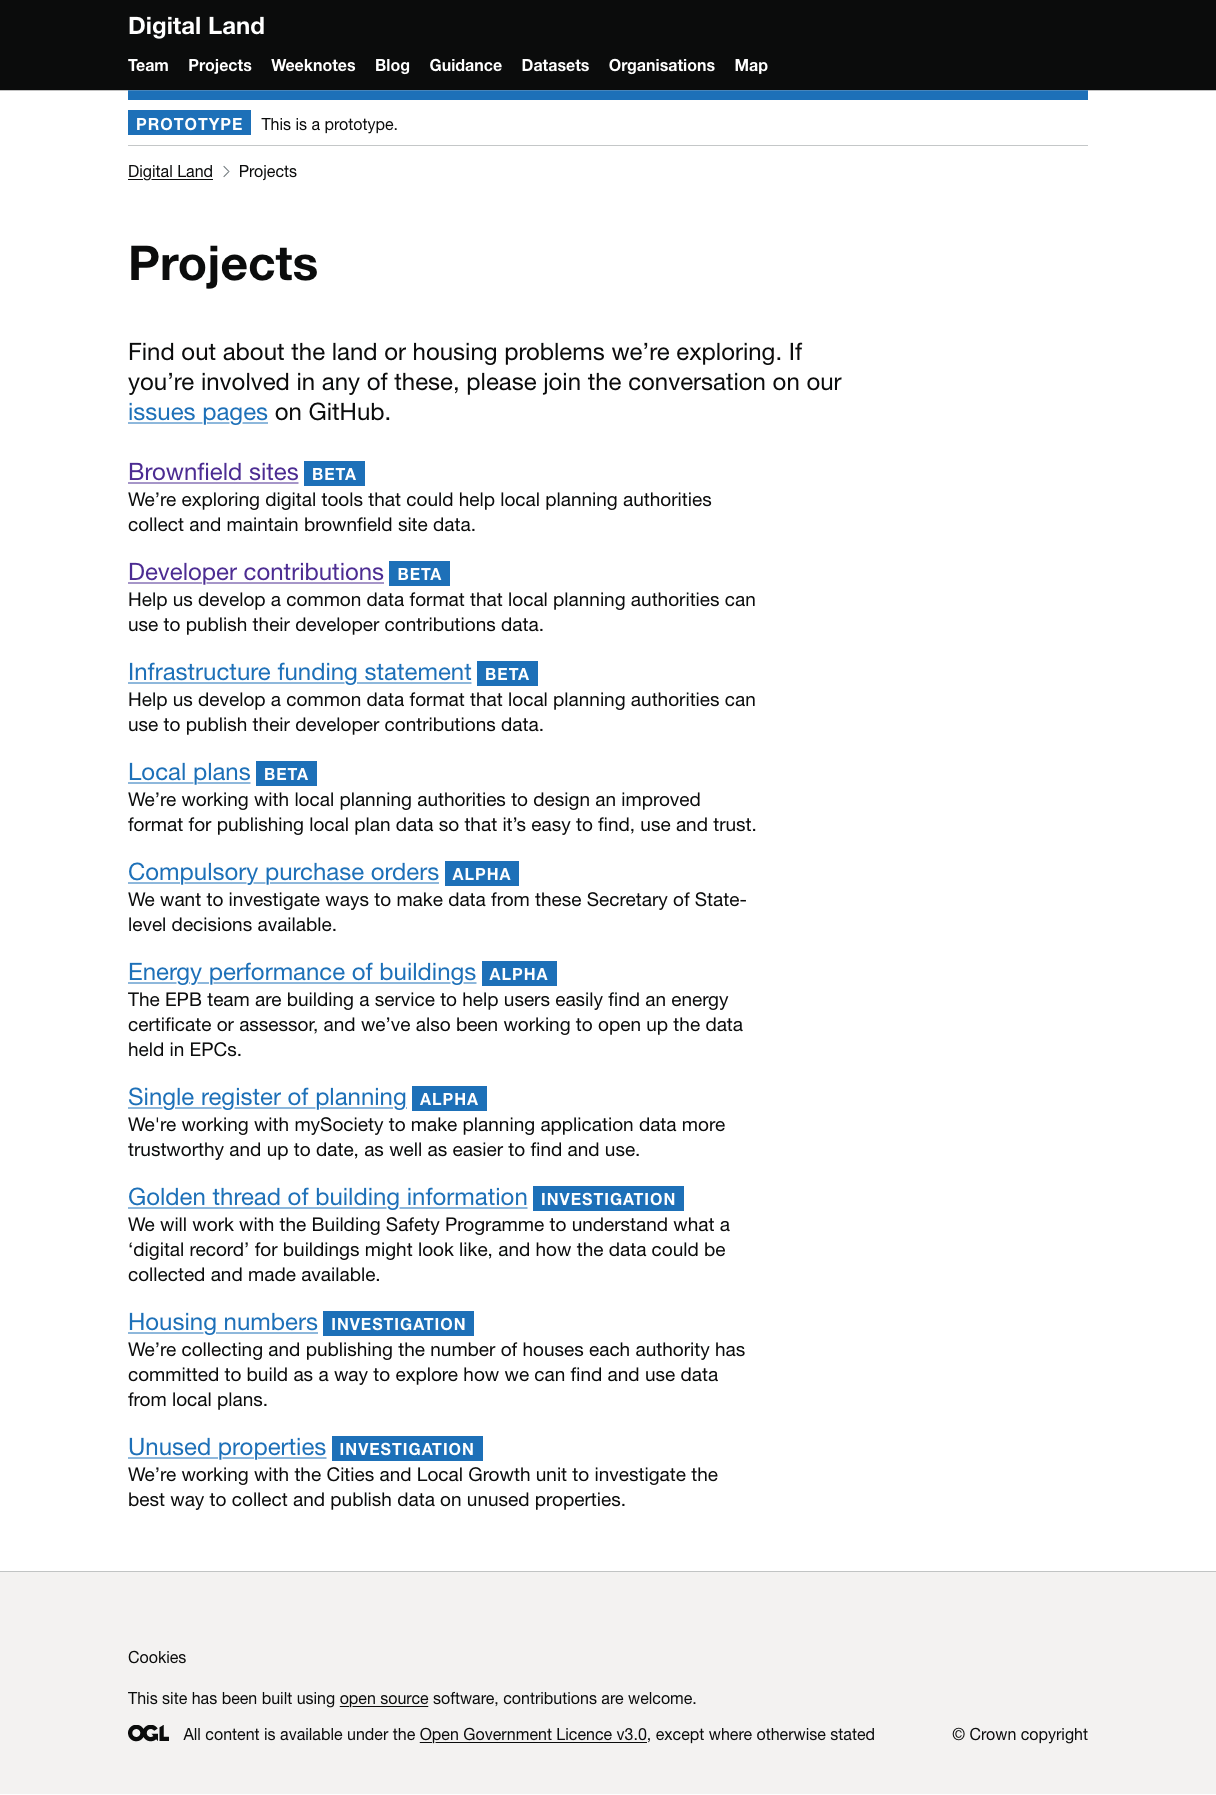 Digital Land
Team Projects Weeknotes Blog Guidance Datasets Organisations Map
PROTOTYPE This is a prototype.
Digital Land Projects
Projects
Find out about the land or housing problems we’re exploring. If
you’re involved in any of these, please join the conversation on our
issues pages on GitHub.
Brownfield sites BETA
We’re exploring digital tools that could help local planning authorities
collect and maintain brownfield site data.
Developer contributions BETA
Help us develop a common data format that local planning authorities can
use to publish their developer contributions data.
Infrastructure funding statement BETA
Help us develop a common data format that local planning authorities can
use to publish their developer contributions data.
Local plans BETA
We’re working with local planning authorities to design an improved
format for publishing local plan data so that it’s easy to find, use and trust.
Compulsory purchase orders ALPHA
We want to investigate ways to make data from these Secretary of State-
level decisions available.
Energy performance of buildings ALPHA
The EPB team are building a service to help users easily find an energy
certificate or assessor, and we’ve also been working to open up the data
held in EPCs.
Single register of planning ALPHA
We're working with mySociety to make planning application data more
trustworthy and up to date, as well as easier to find and use.
Golden thread of building information INVESTIGATION
We will work with the Building Safety Programme to understand what a
‘digital record’ for buildings might look like, and how the data could be
collected and made available.
Housing numbers INVESTIGATION
We’re collecting and publishing the number of houses each authority has
committed to build as a way to explore how we can find and use data
from local plans.
Unused properties INVESTIGATION
We’re working with the Cities and Local Growth unit to investigate the
best way to collect and publish data on unused properties.
Cookies
This site has been built using open source software, contributions are welcome.
OGL All content is available under the Open Government Licence v3.0, except where otherwise stated © Crown copyright